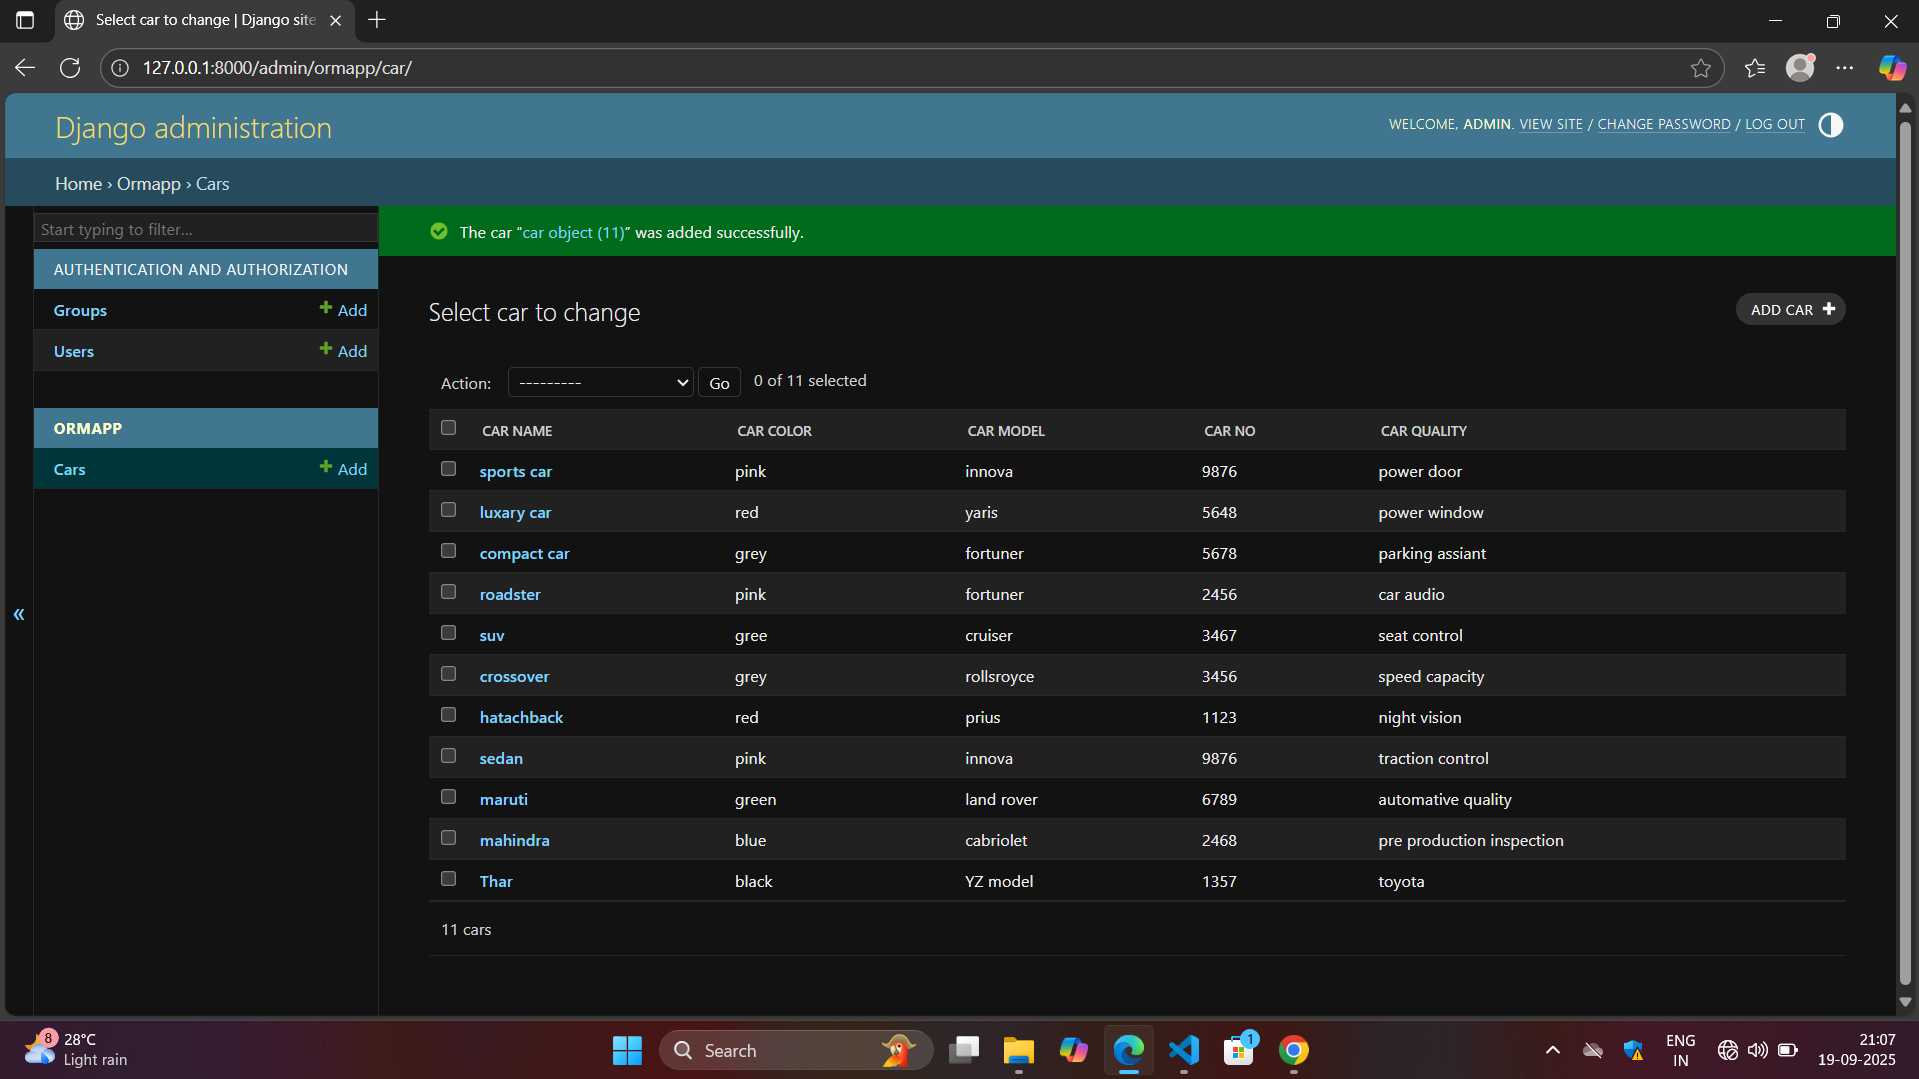 Select car to change | Django site
127.0.0.1:8000/admin/ormapp/car/
Django administration
WELCOME, ADMIN. VIEW SITE / CHANGE PASSWORD / LOG OUT
Home › Ormapp › Cars
Start typing to filter...
The car “car object (11)” was added successfully.
AUTHENTICATION AND AUTHORIZATION
Groups Add
Users Add
ORMAPP
Cars Add
«
Select car to change
ADD CAR
Action: --------- Go 0 of 11 selected
CAR NAME CAR COLOR CAR MODEL CAR NO CAR QUALITY
sports car pink innova 9876 power door
luxary car red yaris 5648 power window
compact car grey fortuner 5678 parking assiant
roadster pink fortuner 2456 car audio
suv gree cruiser 3467 seat control
crossover grey rollsroyce 3456 speed capacity
hatachback red prius 1123 night vision
sedan pink innova 9876 traction control
maruti green land rover 6789 automative quality
mahindra blue cabriolet 2468 pre production inspection
Thar black YZ model 1357 toyota
11 cars
8
28°C
Light rain
Search
1
ENG
IN
21:07
19-09-2025